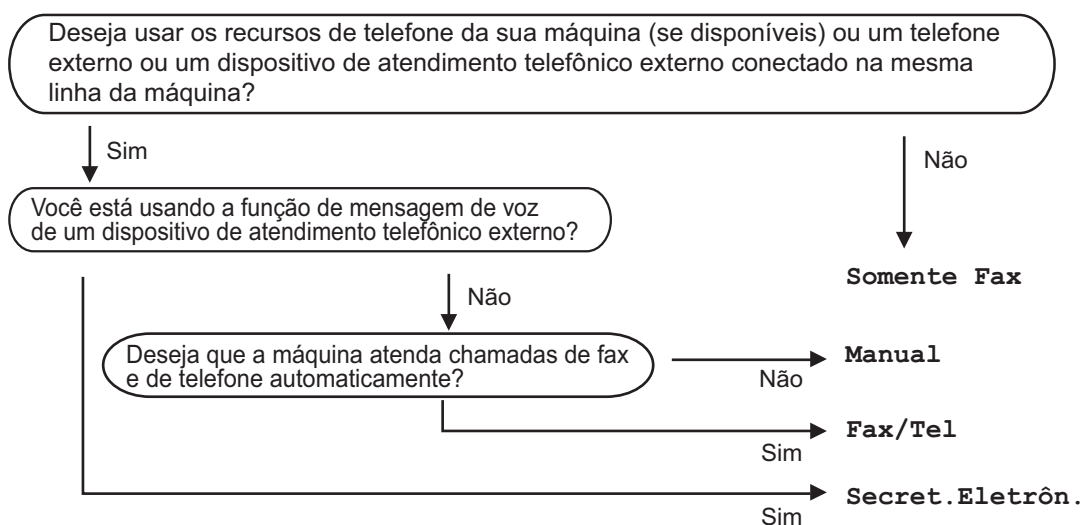 Deseja usar os recursos de telefone da sua máquina (se disponíveis) ou um telefone
externo ou um dispositivo de atendimento telefônico externo conectado na mesma
linha da máquina?
Sim
Não
Você está usando a função de mensagem de voz
de um dispositivo de atendimento telefônico externo?
Somente Fax
Não
Deseja que a máquina atenda chamadas de fax
e de telefone automaticamente?
Não
Manual
Sim
Fax/Tel
Sim
Secret.Eletrôn.